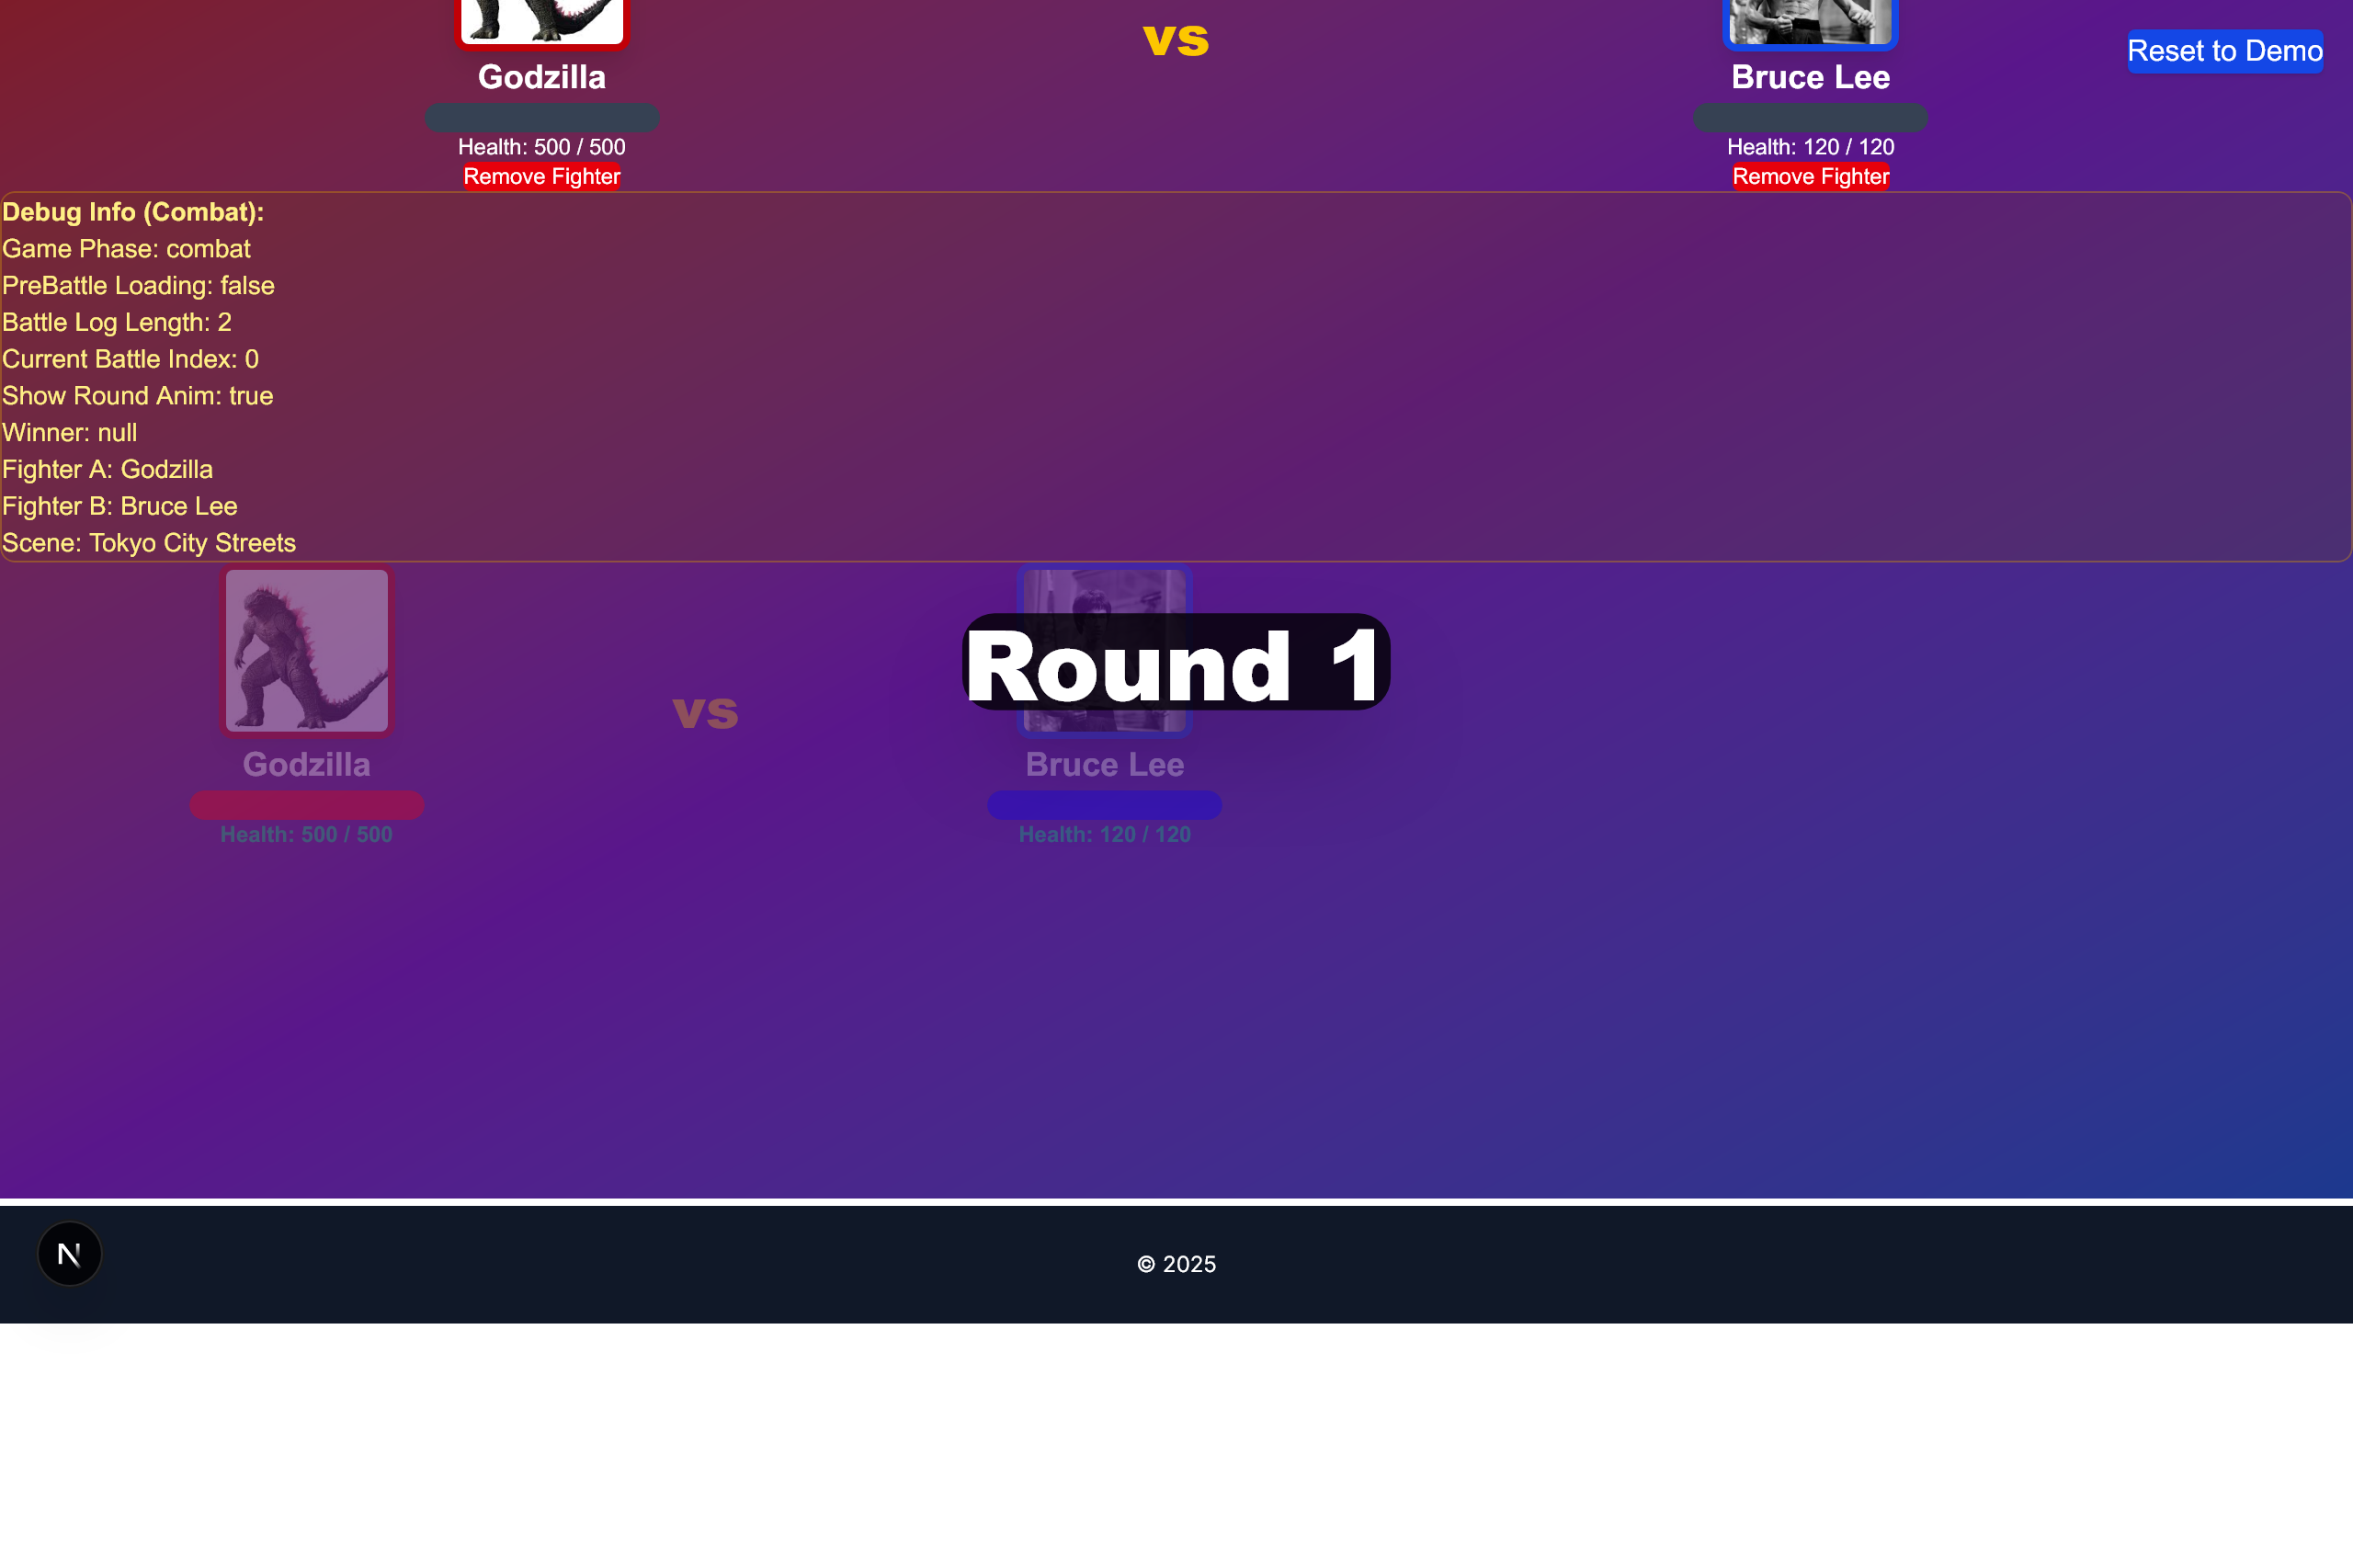 vs
Godzilla
Bruce Lee
Reset to Demo
Health: 500 / 500
Health: 120 / 120
Remove Fighter
Remove Fighter
Debug Info (Combat):
Game Phase: combat
PreBattle Loading: false
Battle Log Length: 2
Current Battle Index: 0
Show Round Anim: true
Winner: null
Fighter A: Godzilla
Fighter B: Bruce Lee
Scene: Tokyo City Streets
Round 1
vs
Godzilla
Bruce Lee
Health: 500 / 500
Health: 120 / 120
N
© 2025